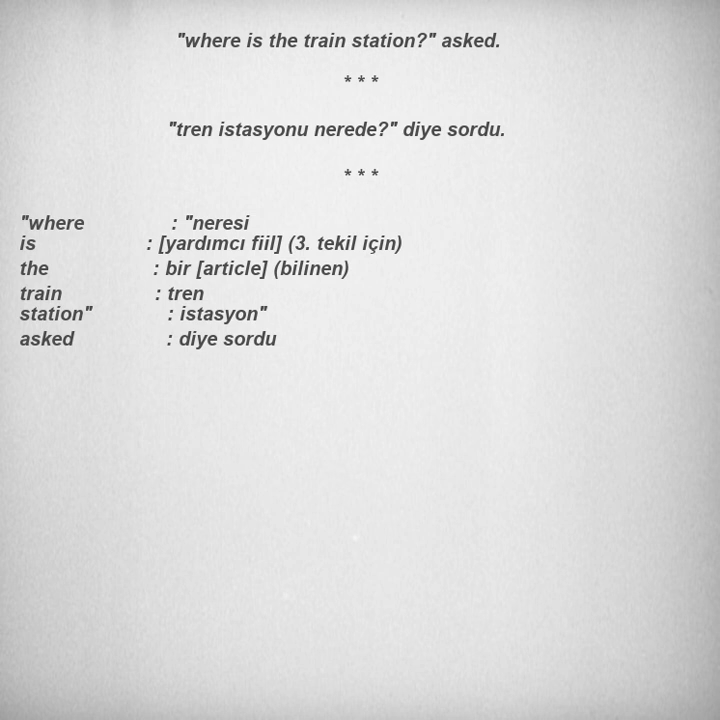 "where is the train station?" asked.
* * *
"tren istasyonu nerede?" diye sordu.
* * *
"where : "neresi
is : [yardımcı fiil] (3. tekil için)
the : bir [article] (bilinen)
train : tren
station" : istasyon"
asked : diye sordu